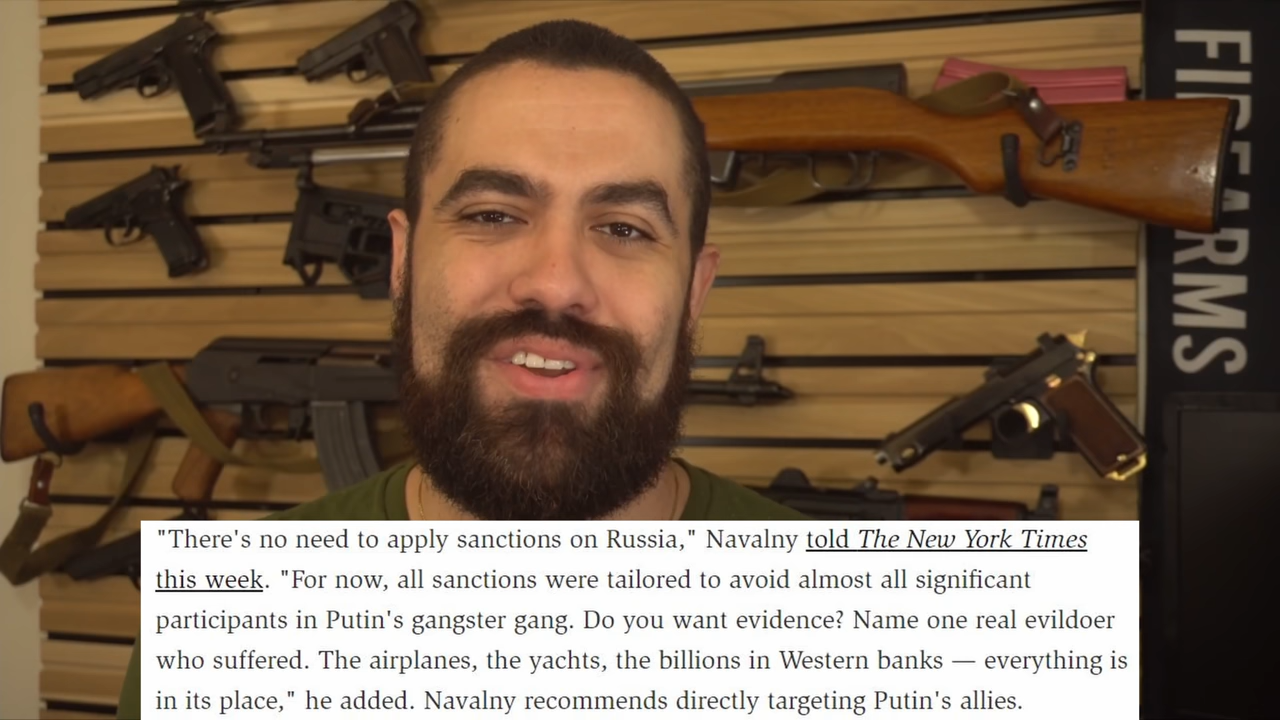 FIREARMS
"There's no need to apply sanctions on Russia," Navalny told The New York Times
this week. "For now, all sanctions were tailored to avoid almost all significant
participants in Putin's gangster gang. Do you want evidence? Name one real evildoer
who suffered. The airplanes, the yachts, the billions in Western banks — everything is
in its place," he added. Navalny recommends directly targeting Putin's allies.